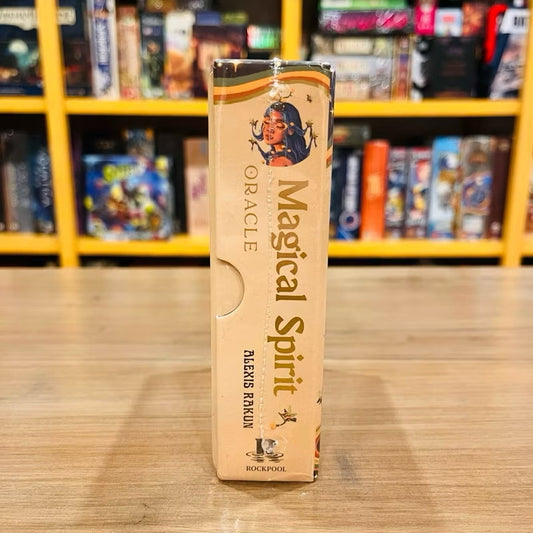 Magical Spirit
ORACLE
ALEXIS RAKUN
ROCKPOOL